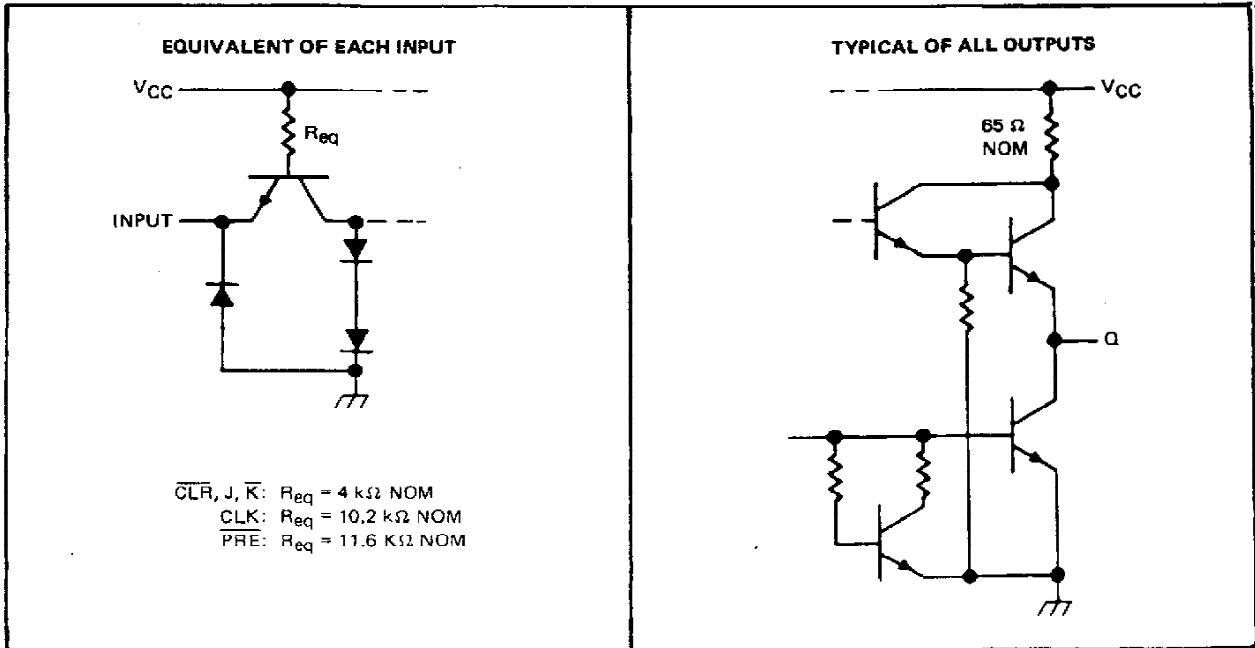 EQUIVALENT OF EACH INPUT
VCC
Req
INPUT
CLR, J, K: Req = 4 kΩ NOM
CLK: Req = 10,2 kΩ NOM
PRE: Req = 11.6 KΩ NOM
TYPICAL OF ALL OUTPUTS
VCC
65 Ω
NOM
Q